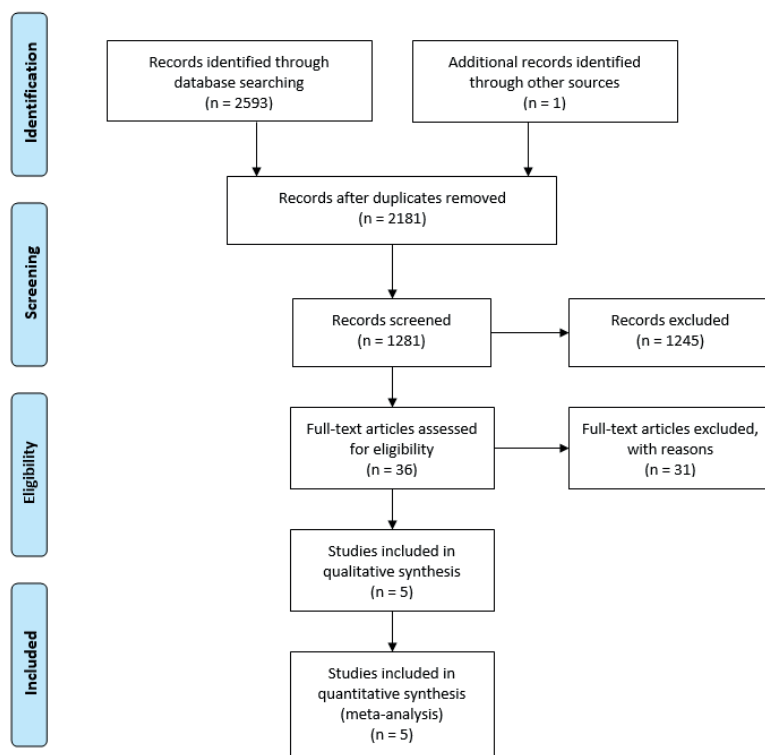 Identification
Records identified through
database searching
(n = 2593)
Additional records identified
through other sources
(n = 1)
Records after duplicates removed
(n = 2181)
Screening
Records screened
(n = 1281)
Records excluded
(n = 1245)
Eligibility
Full-text articles assessed
for eligibility
(n = 36)
Full-text articles excluded,
with reasons
(n = 31)
Studies included in
qualitative synthesis
(n = 5)
Included
Studies included in
quantitative synthesis
(meta-analysis)
(n = 5)